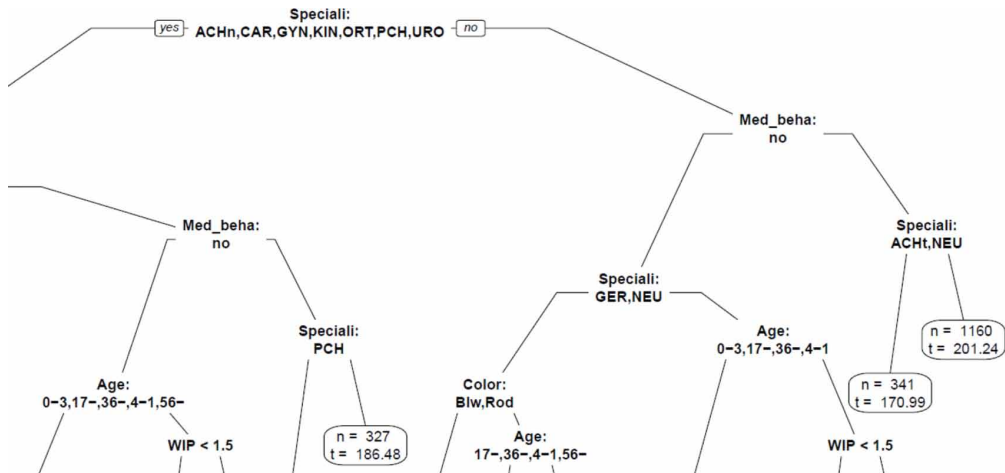 Speciali:
yes
ACHn,CAR,GYN,KIN,ORT,PCH,URO
no
Med_beha:
no
Med_beha:
no
Speciali:
ACHt,NEU
Speciali:
GER,NEU
Speciali:
PCH
Age:
0−3,17−,36−,4−1
n = 1160
t = 201.24
Age:
0−3,17−,36−,4−1,56−
Color:
Blw,Rod
n = 341
t = 170.99
n = 327
t = 186.48
WIP < 1.5
Age:
17−,36−,4−1,56−
WIP < 1.5